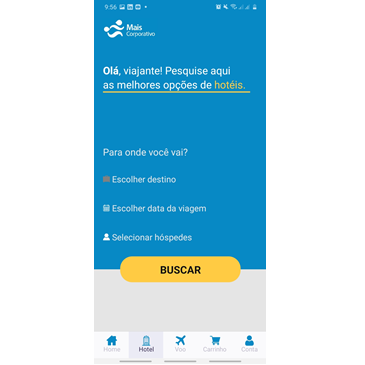 9:56
Mais
Corporativo
Olá, viajante! Pesquise aqui
as melhores opções de hotéis.
Para onde você vai?
Escolher destino
Escolher data da viagem
Selecionar hóspedes
BUSCAR
Home Hotel Voo Carrinho Conta